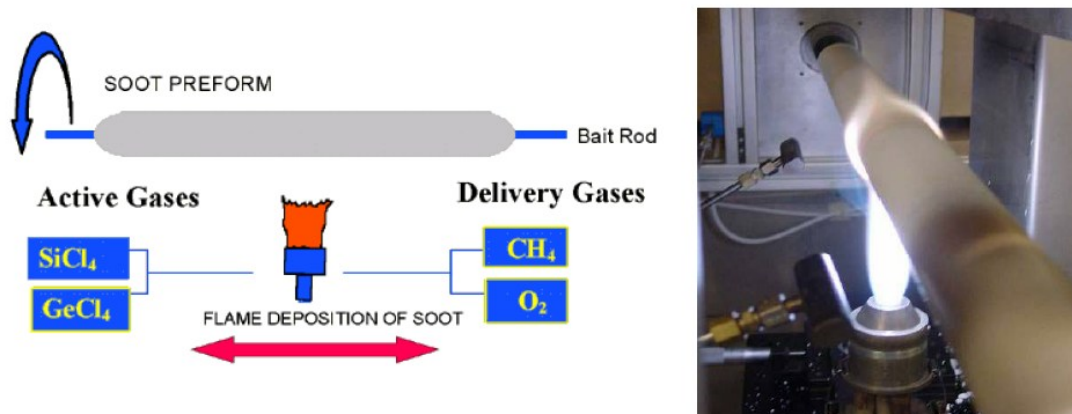 SOOT PREFORM
Bait Rod
Active Gases
Delivery Gases
SiCl₄
GeCl₄
CH₄
O₂
FLAME DEPOSITION OF SOOT